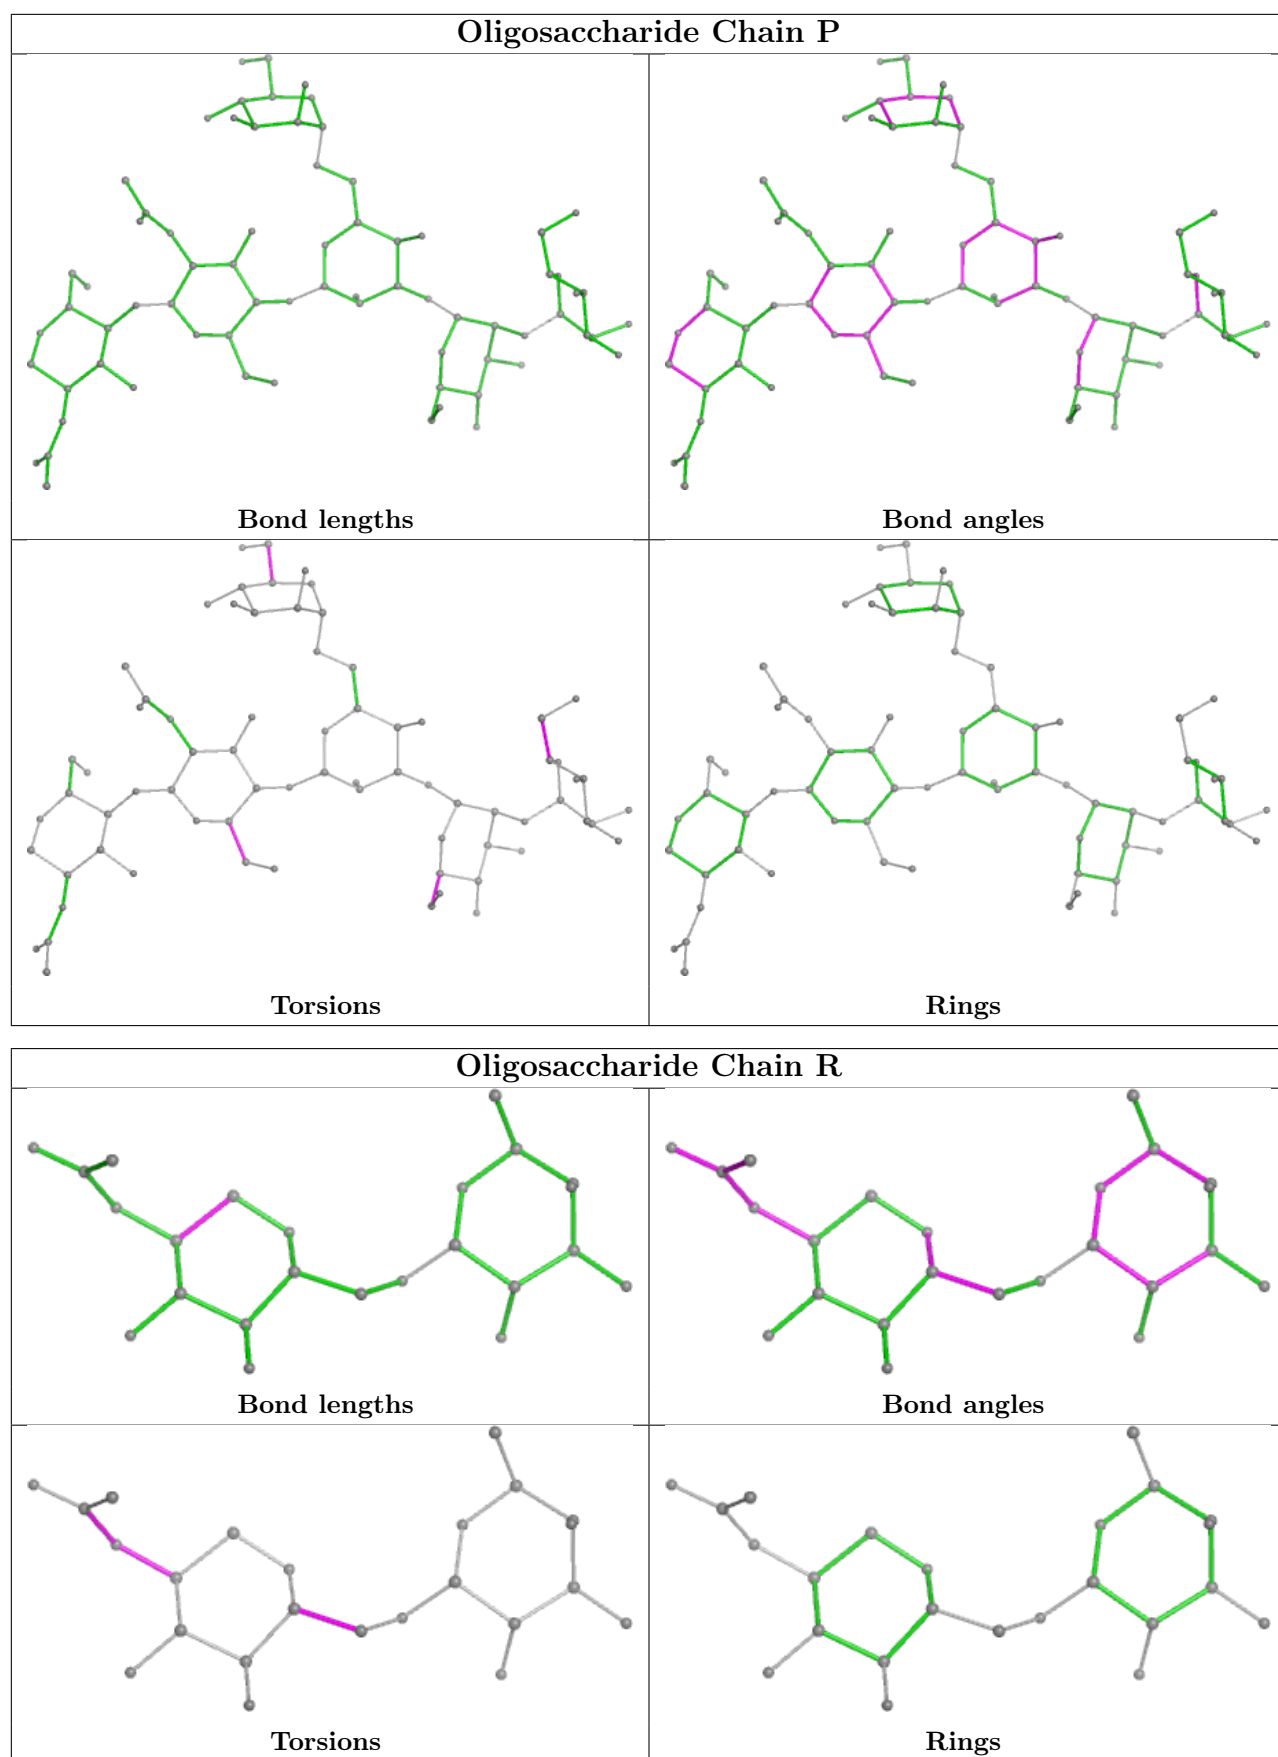 Oligosaccharide Chain P
Bond lengths
Bond angles
Torsions
Rings
Oligosaccharide Chain R
Bond lengths
Bond angles
Torsions
Rings